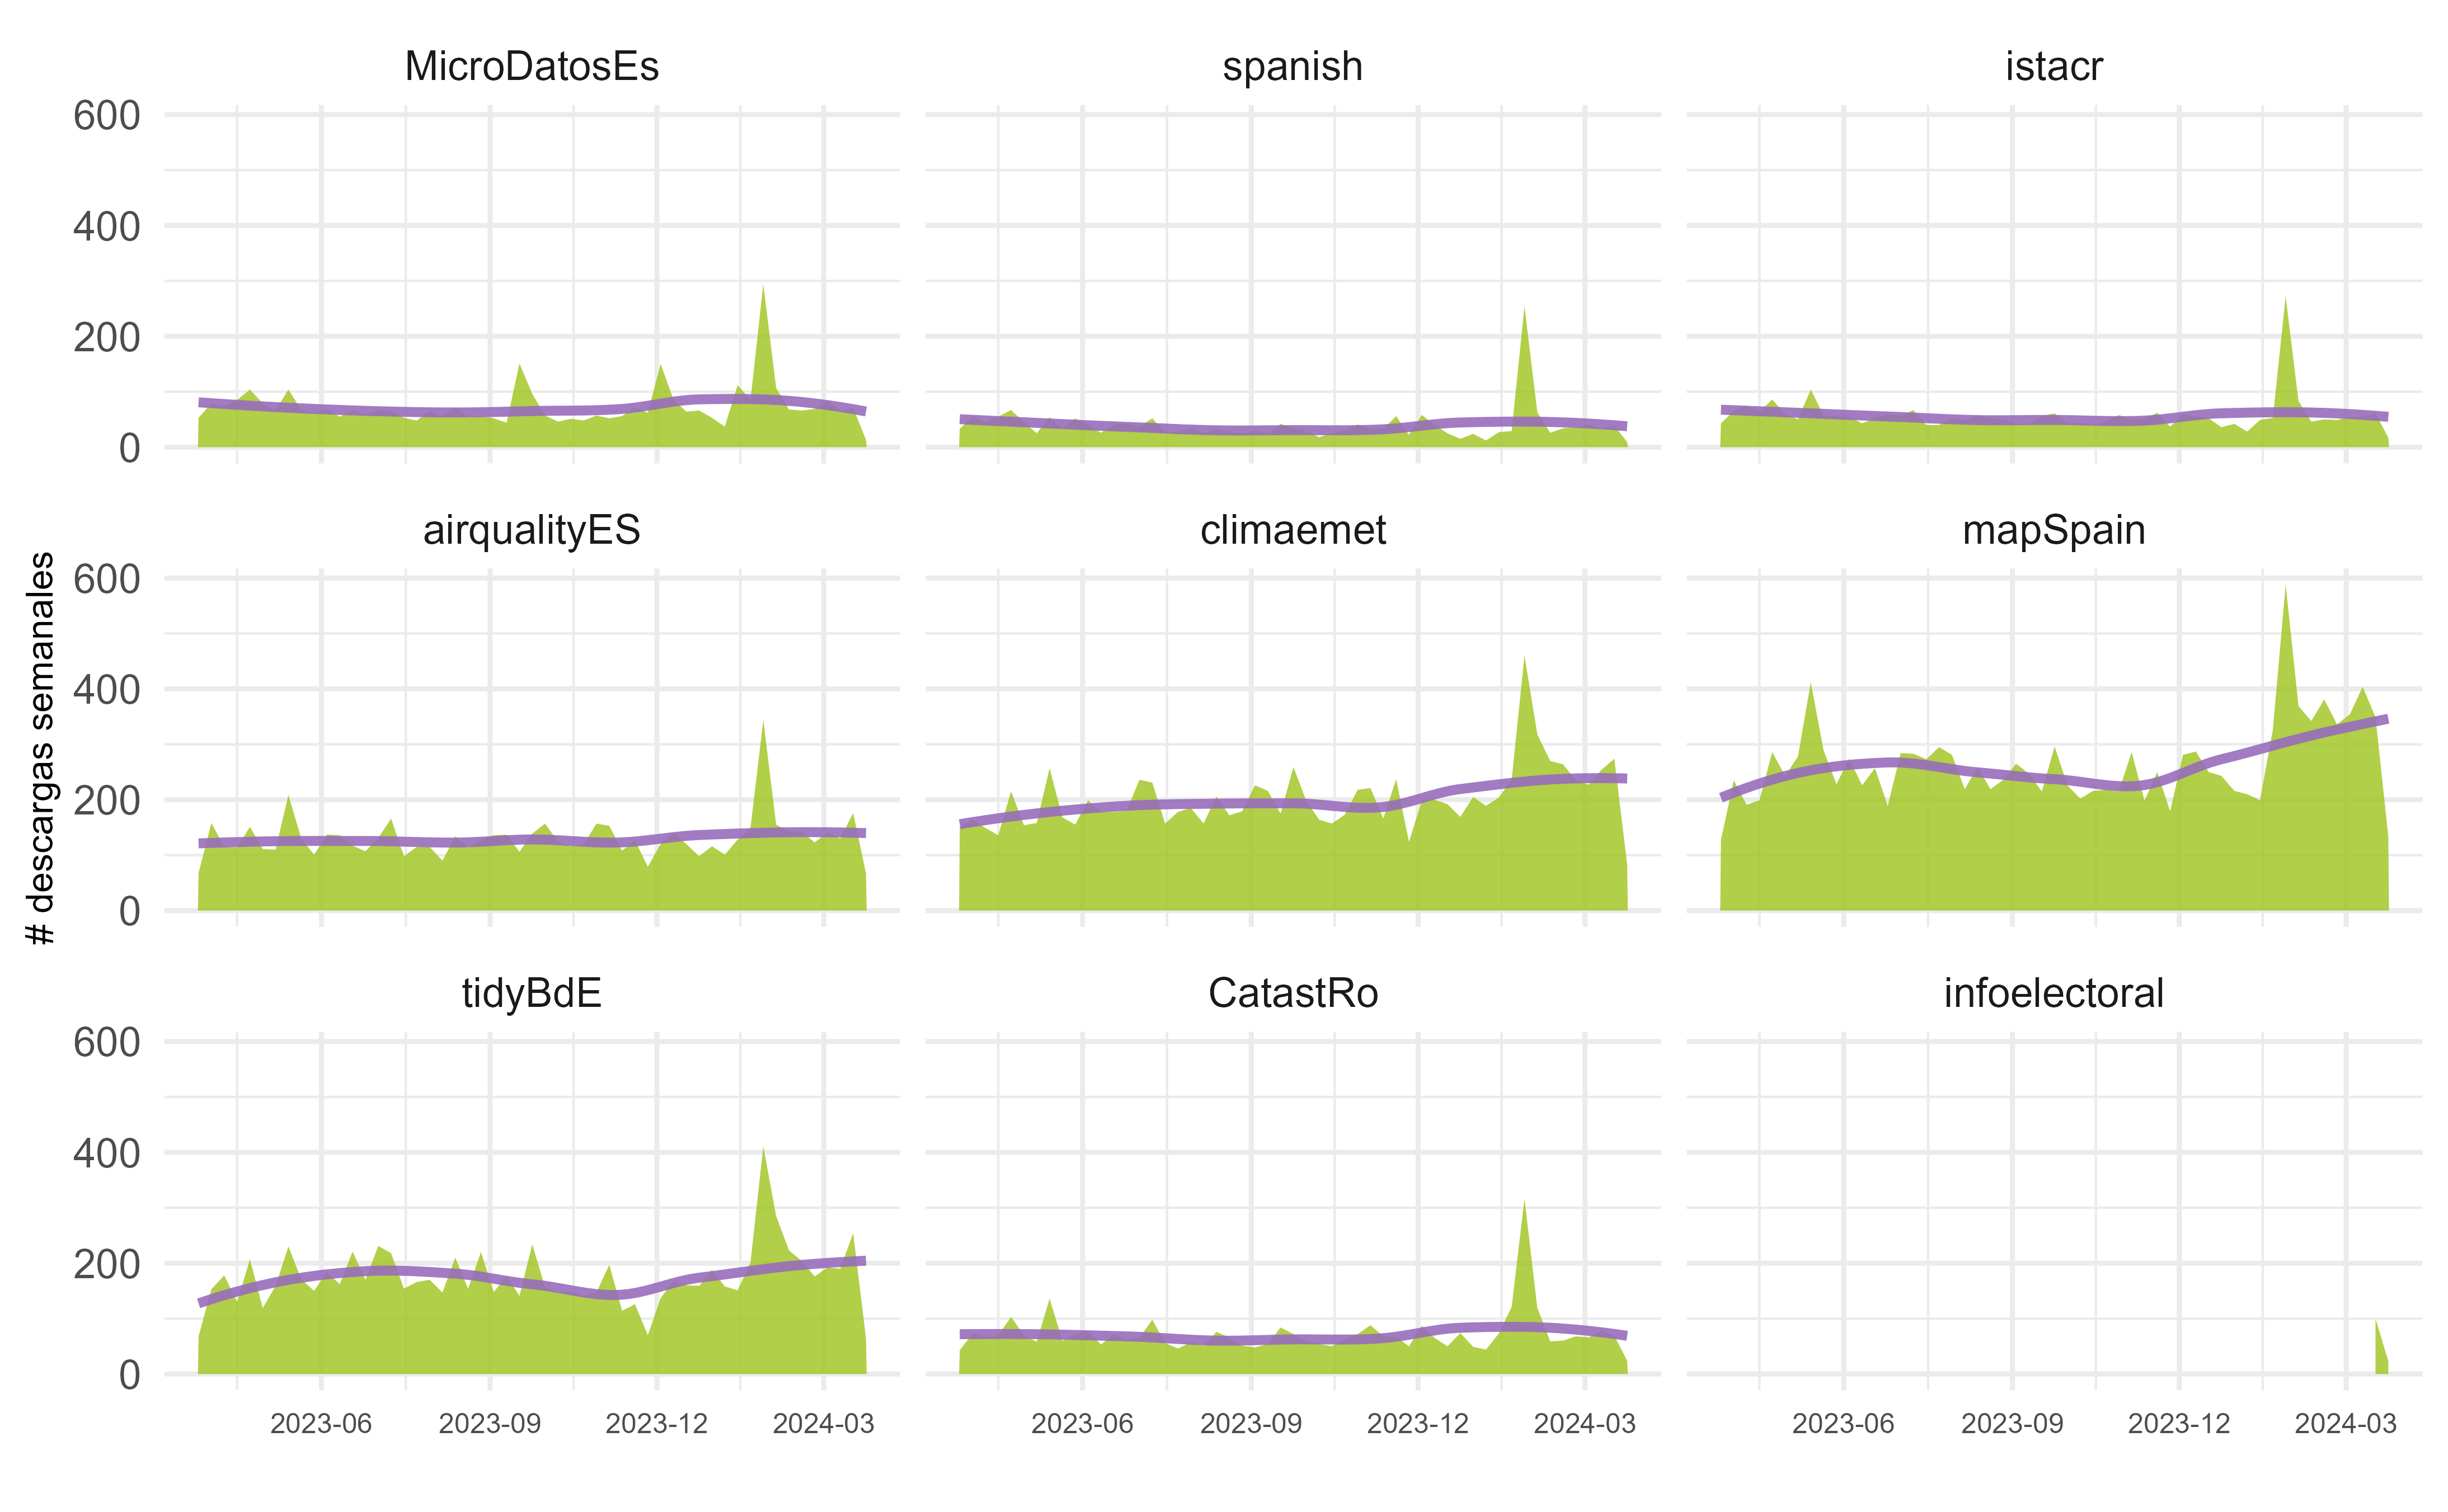 MicroDatosEs spanish istacr
600
400
200
0
airqualityES climaemet mapSpain
600
400
200
0
# descargas semanales
tidyBdE CatastRo infoelectoral
600
400
200
0
2023-06 2023-09 2023-12 2024-03 2023-06 2023-09 2023-12 2024-03 2023-06 2023-09 2023-12 2024-03